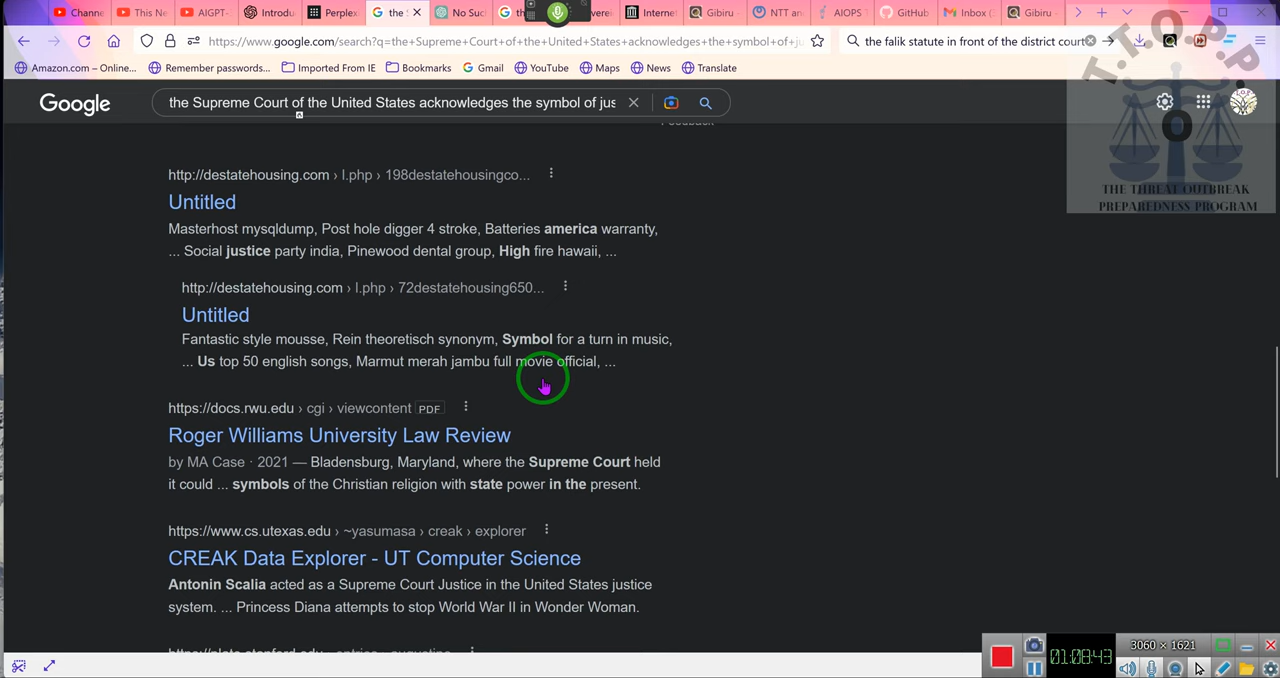 Channe
This Ne
AIGPT-
Introdu
Perplex
the S
No Suc
the
vereig
Internet
Gibiru -
NTT an
AIOPS T
GitHub
Inbox (
Gibiru -
https://www.google.com/search?q=the+Supreme+Court+of+the+United+States+acknowledges+the+symbol+of+ju
the falik statute in front of the district court
Amazon.com – Online...
Remember passwords...
Imported From IE
Bookmarks
Gmail
YouTube
Maps
News
Translate
T.T.O.P.P
Google
the Supreme Court of the United States acknowledges the symbol of jus
Feedback
THE THREAT OUTBREAK
PREPAREDNESS PROGRAM
http://destatehousing.com › l.php › 198destatehousingco...
Untitled
Masterhost mysqldump, Post hole digger 4 stroke, Batteries america warranty,
... Social justice party india, Pinewood dental group, High fire hawaii, ...
http://destatehousing.com › l.php › 72destatehousing650...
Untitled
Fantastic style mousse, Rein theoretisch synonym, Symbol for a turn in music,
... Us top 50 english songs, Marmut merah jambu full movie official, ...
https://docs.rwu.edu › cgi › viewcontent PDF
Roger Williams University Law Review
by MA Case · 2021 — Bladensburg, Maryland, where the Supreme Court held
it could ... symbols of the Christian religion with state power in the present.
https://www.cs.utexas.edu › ~yasumasa › creak › explorer
CREAK Data Explorer - UT Computer Science
Antonin Scalia acted as a Supreme Court Justice in the United States justice
system. ... Princess Diana attempts to stop World War II in Wonder Woman.
3060 × 1621
01:08:43